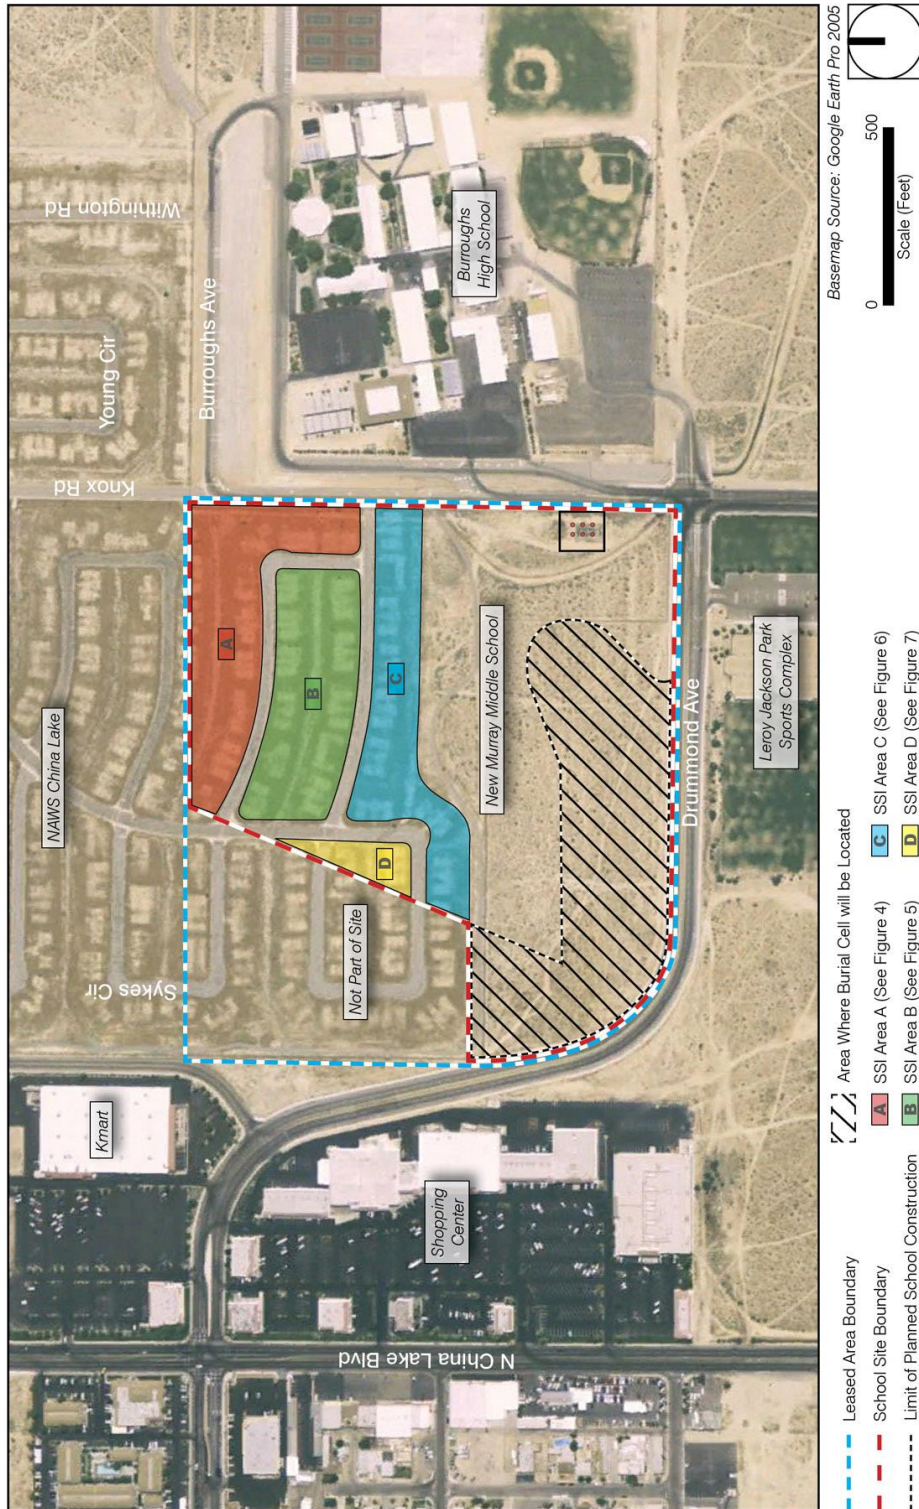 Withington Rd
Young Cir
Burroughs Ave
Knox Rd
NAWS China Lake
Sykes Cir
Kmart
Burroughs
High School
A
B
C
D
Not Part of Site
New Murray Middle School
Shopping
Center
N China Lake Blvd
Drummond Ave
Leroy Jackson Park
Sports Complex
Leased Area Boundary
School Site Boundary
Limit of Planned School Construction
Area Where Burial Cell will be Located
A SSI Area A (See Figure 4)
B SSI Area B (See Figure 5)
C SSI Area C (See Figure 6)
D SSI Area D (See Figure 7)
Basemap Source: Google Earth Pro 2005
0 500
Scale (Feet)